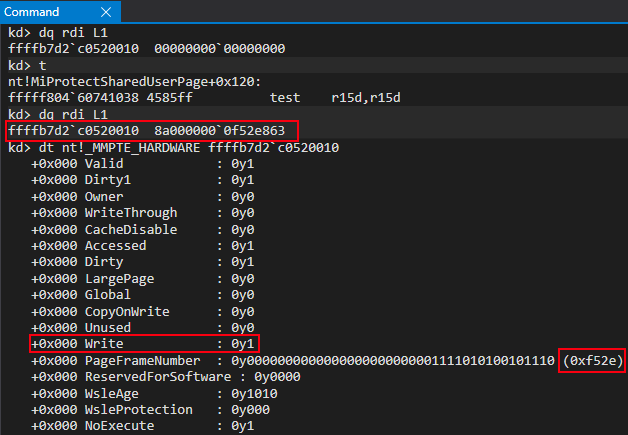 Command X
kd> dq rdi L1
ffffb7d2`c0520010  00000000`00000000
kd> t
nt!MiProtectSharedUserPage+0x120:
fffff804`60741038 4585ff          test    r15d,r15d
kd> dq rdi L1
ffffb7d2`c0520010  8a000000`0f52e863
kd> dt nt!_MMPTE_HARDWARE ffffb7d2`c0520010
   +0x000 Valid            : 0y1
   +0x000 Dirty1           : 0y1
   +0x000 Owner            : 0y0
   +0x000 WriteThrough     : 0y0
   +0x000 CacheDisable     : 0y0
   +0x000 Accessed         : 0y1
   +0x000 Dirty            : 0y1
   +0x000 LargePage        : 0y0
   +0x000 Global           : 0y0
   +0x000 CopyOnWrite      : 0y0
   +0x000 Unused           : 0y0
   +0x000 Write            : 0y1
   +0x000 PageFrameNumber  : 0y000000000000000000001111010100101110 (0xf52e)
   +0x000 ReservedForSoftware : 0y0000
   +0x000 WsleAge          : 0y1010
   +0x000 WsleProtection   : 0y000
   +0x000 NoExecute        : 0y1